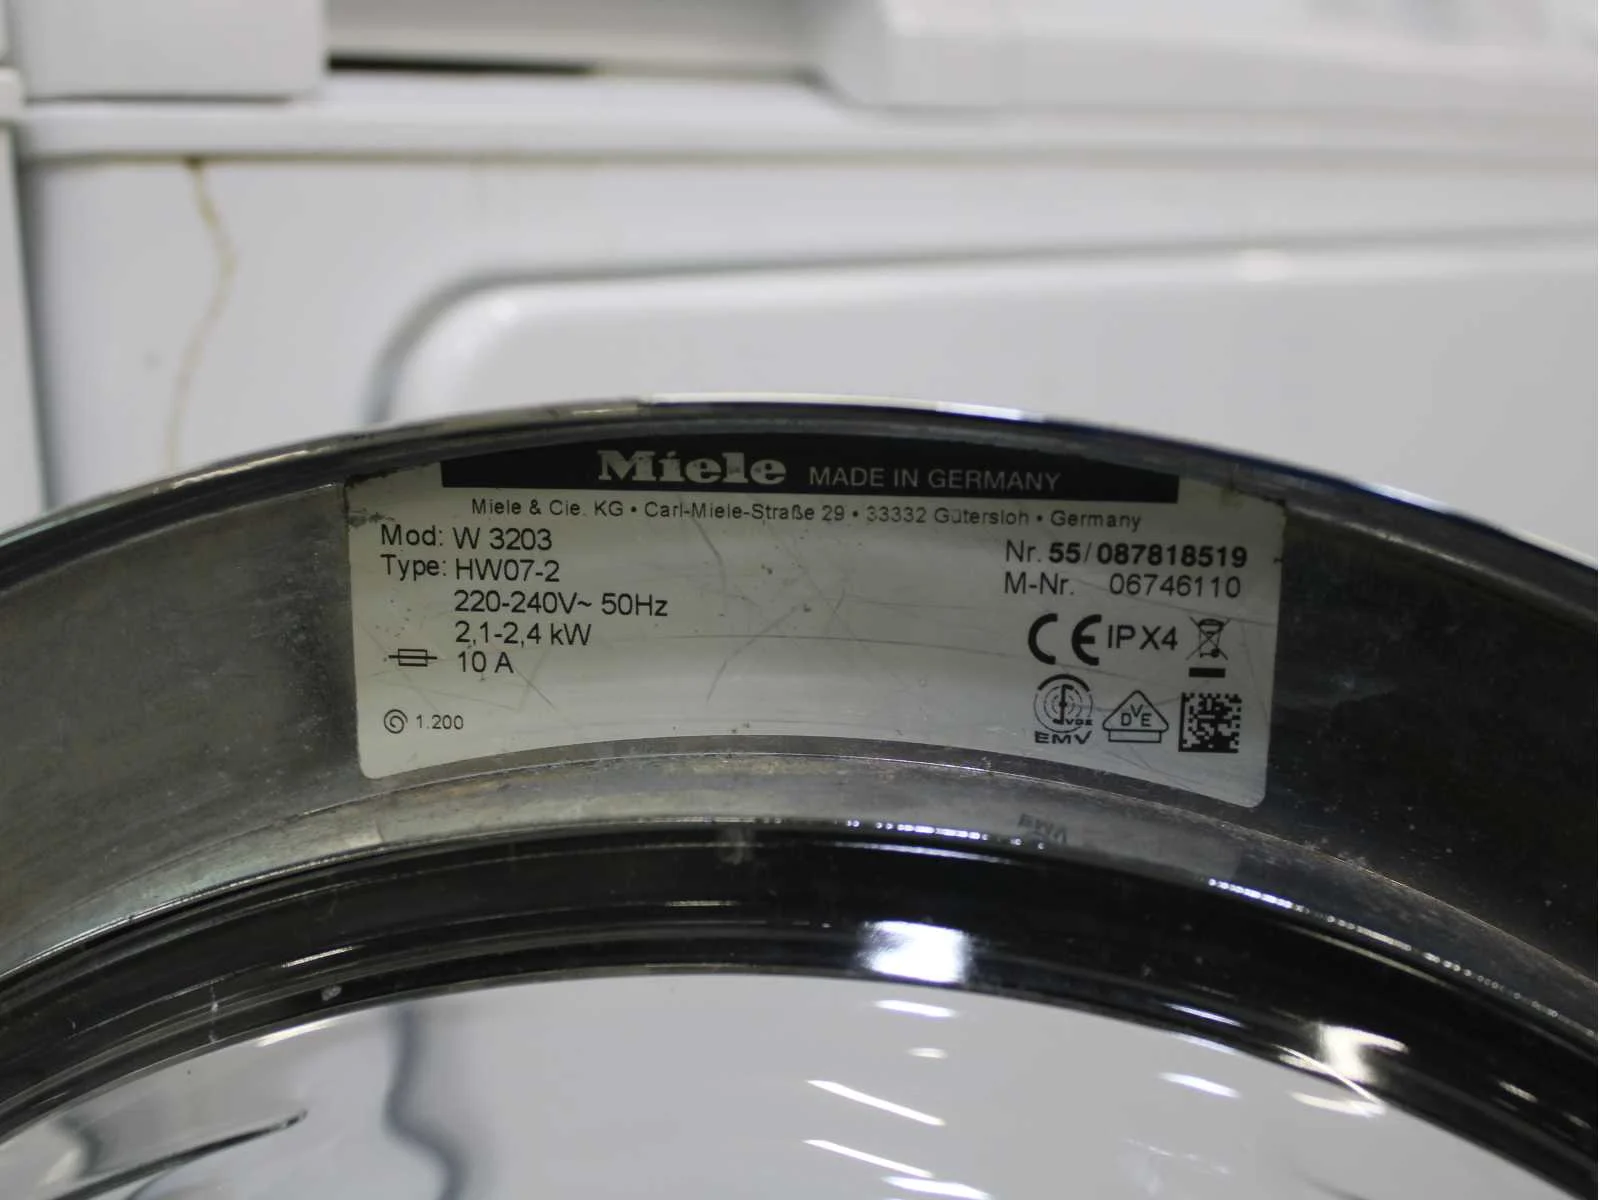 Miele MADE IN GERMANY
Miele & Cie. KG • Carl-Miele-Straße 29 • 33332 Gütersloh • Germany
Mod: W 3203
Type: HW07-2
220-240V~ 50Hz
2,1-2,4 kW
10 A
1.200
Nr. 55/087818519
M-Nr. 06746110
CE IPX4
VDE
EMV
DVE